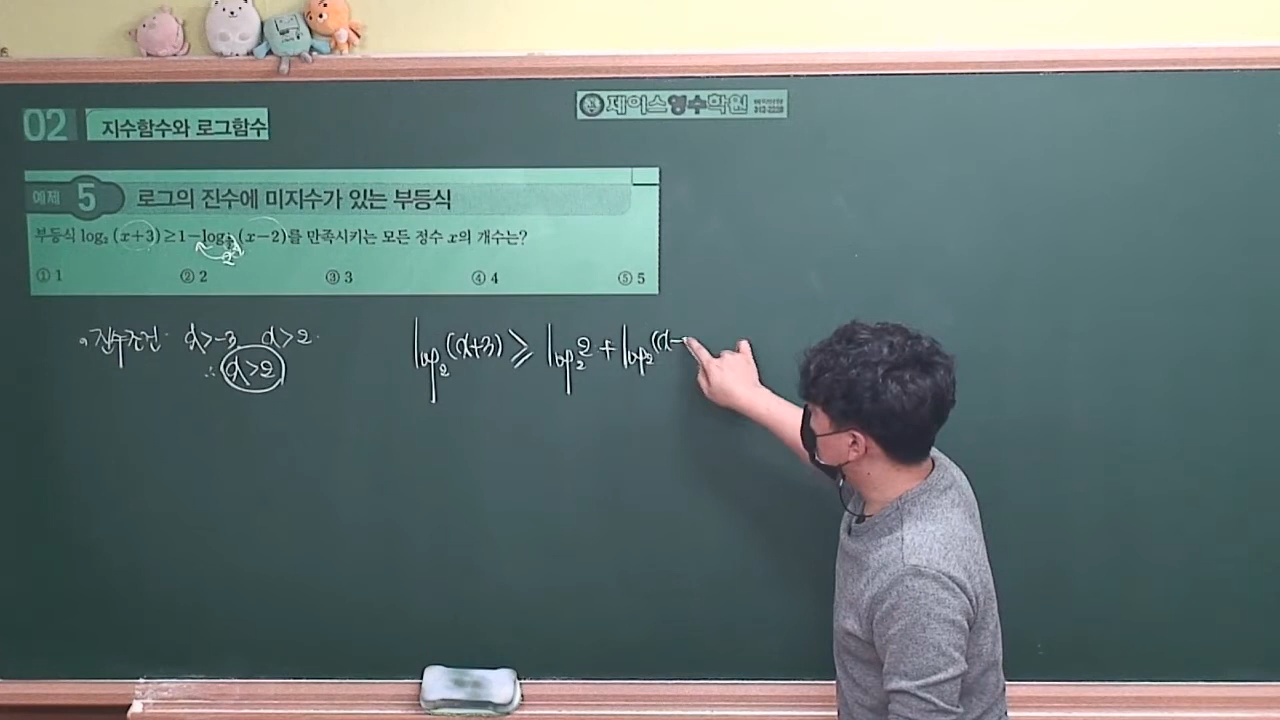 02 지수함수와 로그함수
제이스영수학원
예제 5 로그의 진수에 미지수가 있는 부등식
부등식 log₂(x+3)≥1−log(x−2)를 만족시키는 모든 정수 x의 개수는?
① 1 ② 2 ③ 3 ④ 4 ⑤ 5
진수조건 x>-3 x>2
∴ x>2
log₂(x+3) ≥ log₂2 + log₂(x-